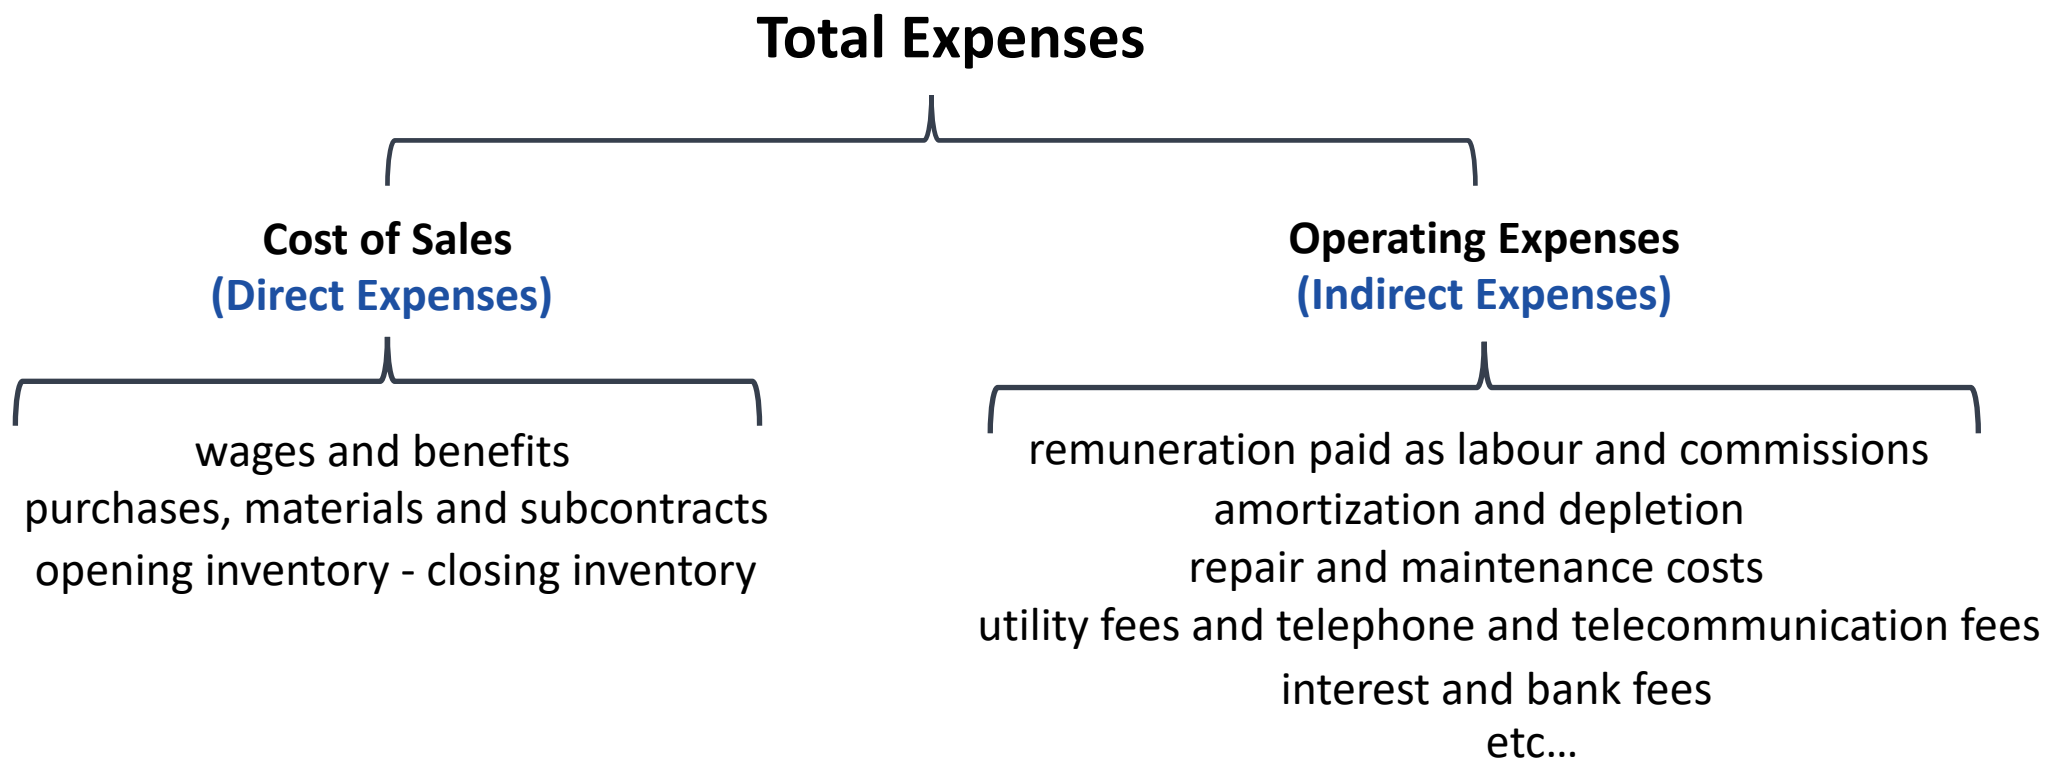 Total Expenses
Cost of Sales
(Direct Expenses)
wages and benefits
purchases, materials and subcontracts
opening inventory - closing inventory
Operating Expenses
(Indirect Expenses)
remuneration paid as labour and commissions
amortization and depletion
repair and maintenance costs
utility fees and telephone and telecommunication fees
interest and bank fees
etc...